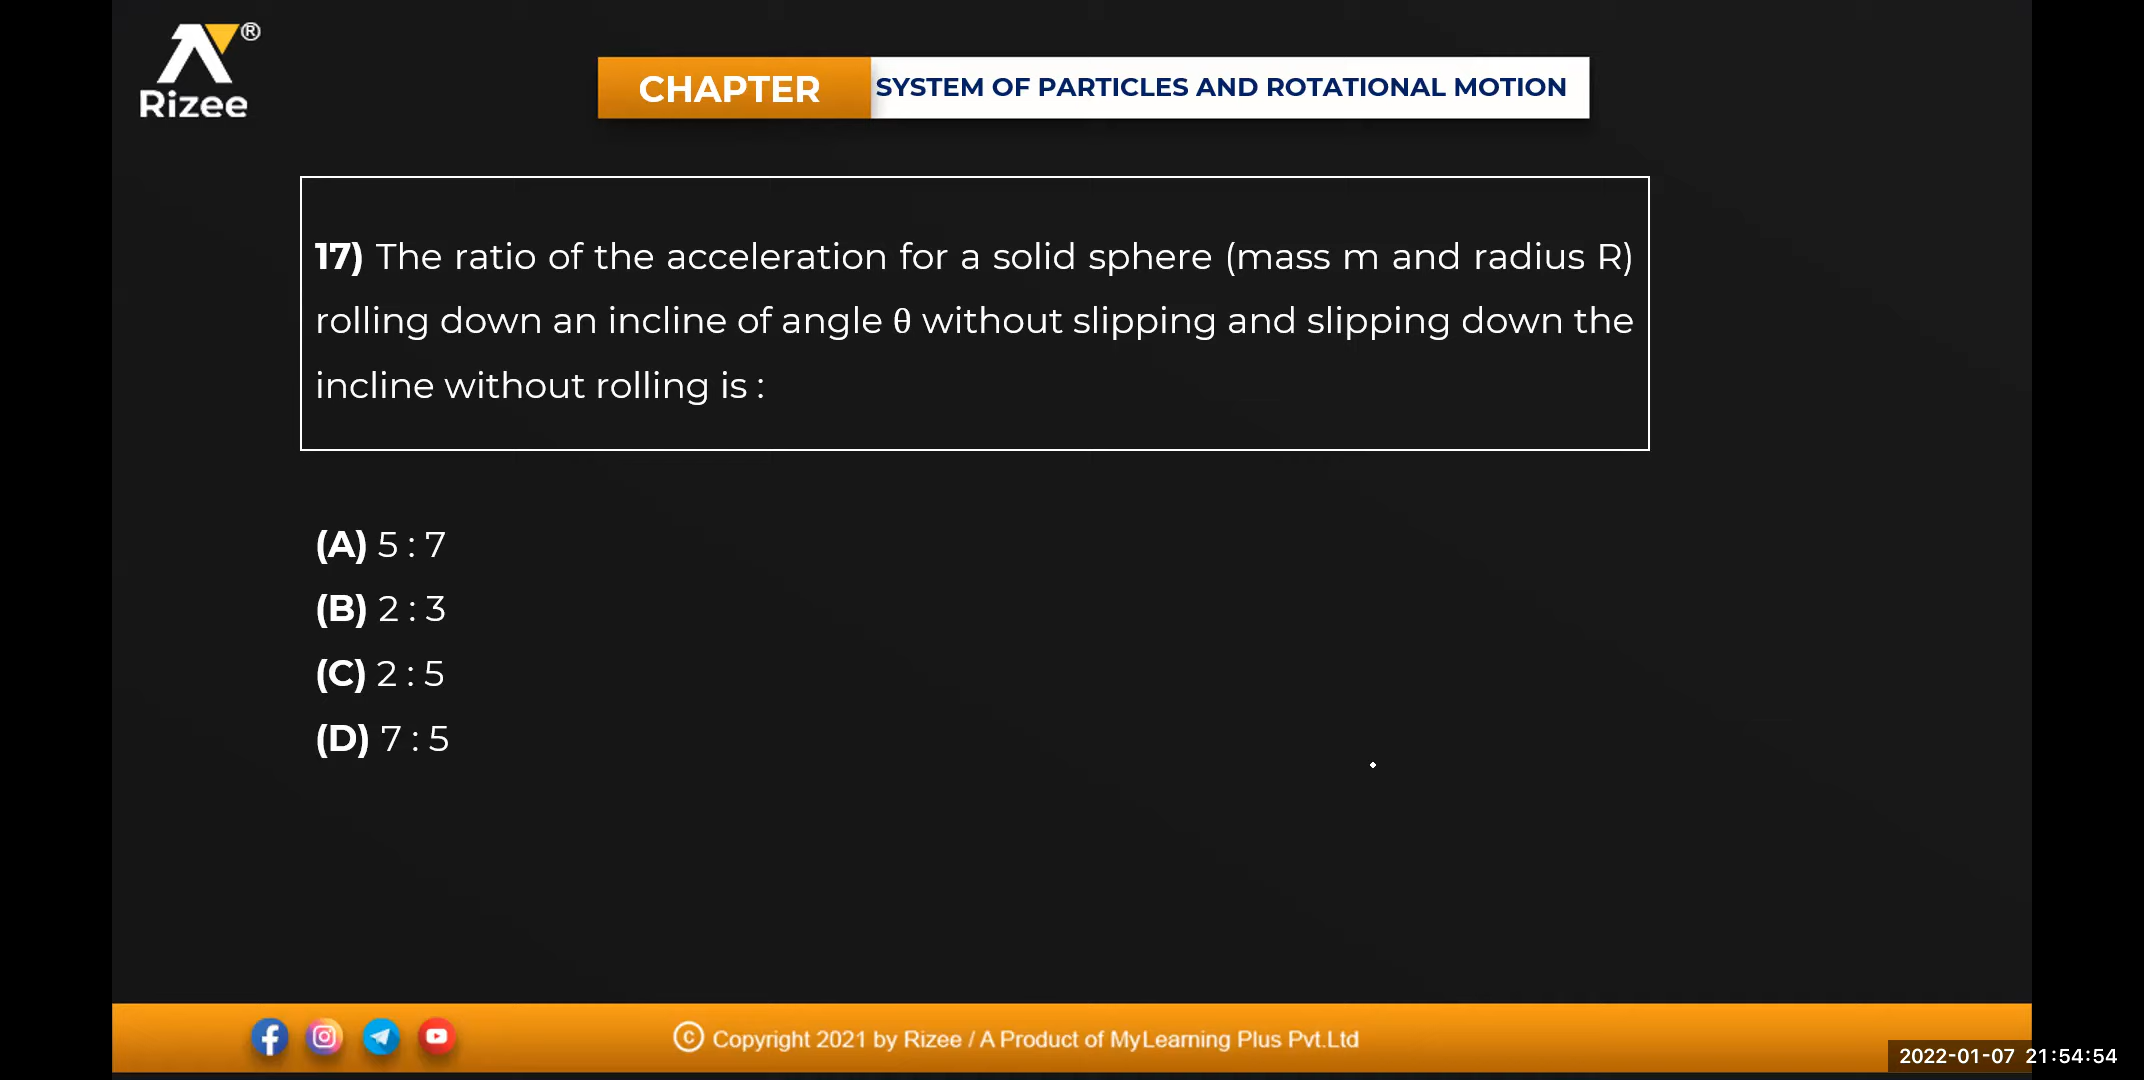 ®
Rizee
CHAPTER SYSTEM OF PARTICLES AND ROTATIONAL MOTION
17) The ratio of the acceleration for a solid sphere (mass m and radius R)
rolling down an incline of angle θ without slipping and slipping down the
incline without rolling is :
(A) 5 : 7
(B) 2 : 3
(C) 2 : 5
(D) 7 : 5
© Copyright 2021 by Rizee / A Product of MyLearning Plus Pvt.Ltd
2022-01-07 21:54:54